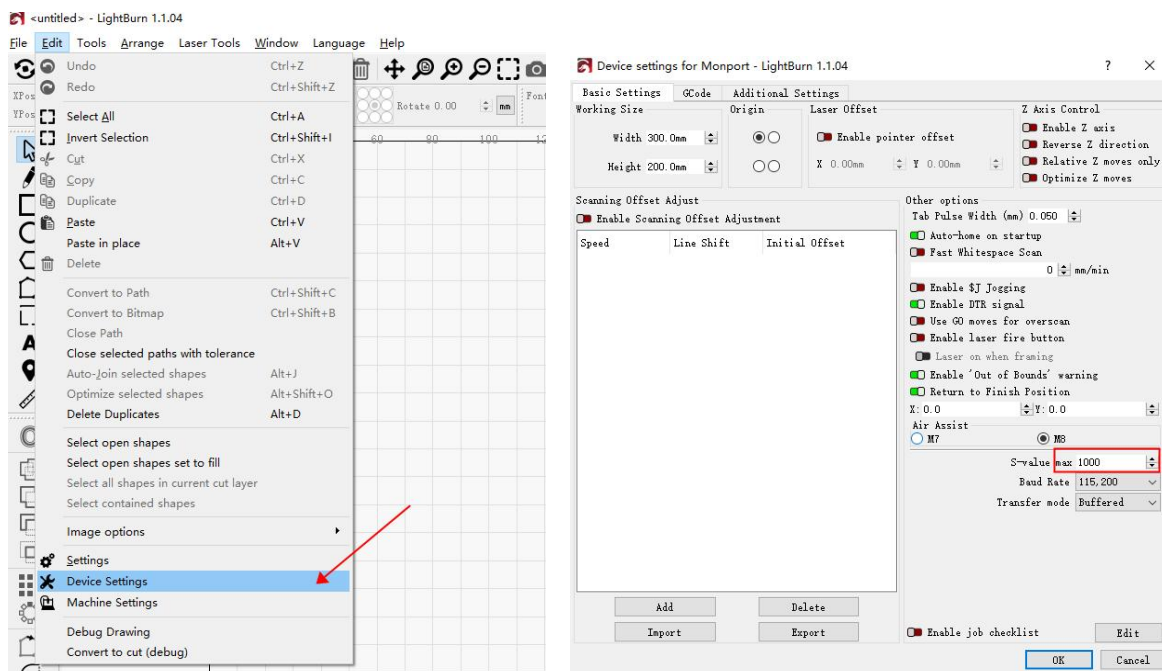 <untitled> - LightBurn 1.1.04
File Edit Tools Arrange Laser Tools Window Language Help
Undo Ctrl+Z
Redo Ctrl+Shift+Z
Select All Ctrl+A
Invert Selection Ctrl+Shift+I
Cut Ctrl+X
Copy Ctrl+C
Duplicate Ctrl+D
Paste Ctrl+V
Paste in place Alt+V
Delete
Convert to Path Ctrl+Shift+C
Convert to Bitmap Ctrl+Shift+B
Close Path
Close selected paths with tolerance
Auto-Join selected shapes Alt+J
Optimize selected shapes Alt+Shift+O
Delete Duplicates Alt+D
Select open shapes
Select open shapes set to fill
Select all shapes in current cut layer
Select contained shapes
Image options
Settings
Device Settings
Machine Settings
Debug Drawing
Convert to cut (debug)
XPos
YPos
Rotate 0.00 mm
Font
60 80 100 12
Device settings for Monport - LightBurn 1.1.04 ? ×
Basic Settings GCode Additional Settings
Working Size Origin Laser Offset Z Axis Control
Width 300.0mm
Height 200.0mm
Enable pointer offset
X 0.00mm Y 0.00mm
Enable Z axis
Reverse Z direction
Relative Z moves only
Optimize Z moves
Scanning Offset Adjust
Enable Scanning Offset Adjustment
Speed Line Shift Initial Offset
Add Delete
Import Export
Other options
Tab Pulse Width (mm) 0.050
Auto-home on startup
Fast Whitespace Scan
0 mm/min
Enable $J Jogging
Enable DTR signal
Use G0 moves for overscan
Enable laser fire button
Laser on when framing
Enable 'Out of Bounds' warning
Return to Finish Position
X: 0.0 Y: 0.0
Air Assist
M7 M8
S-value max 1000
Baud Rate 115,200
Transfer mode Buffered
Enable job checklist Edit
OK Cancel